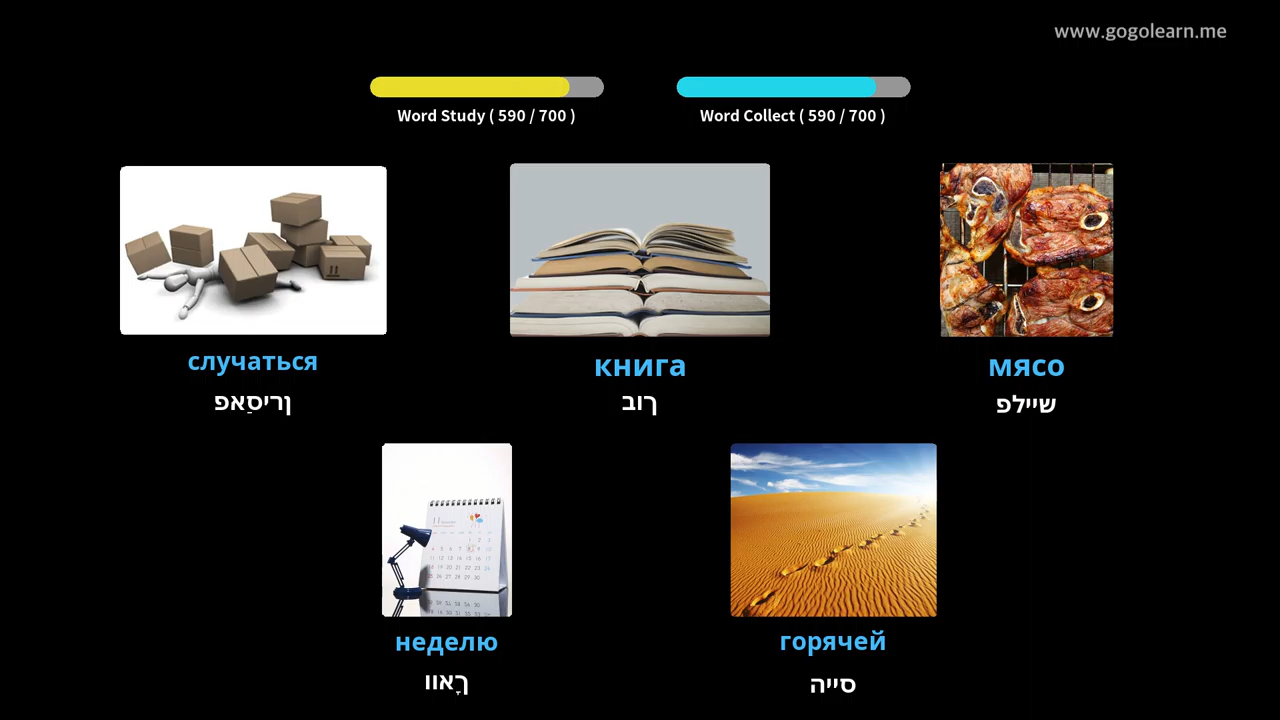 www.gogolearn.me
Word Study ( 590 / 700 )
Word Collect ( 590 / 700 )
случаться
ןריסַאפ
книга
ךוב
мясо
שיילפ
неделю
ךָאוו
горячей
סייה